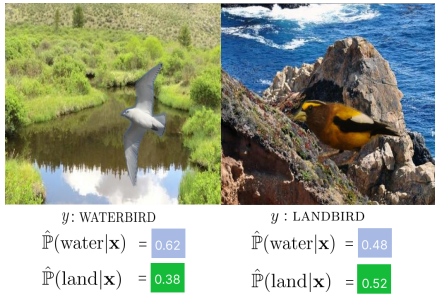 y : WATERBIRD
P̂(water|x) = 0.62
P̂(land|x) = 0.38
y : LANDBIRD
P̂(water|x) = 0.48
P̂(land|x) = 0.52